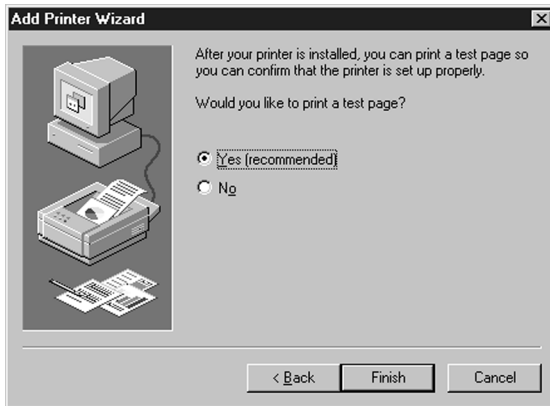 Add Printer Wizard
After your printer is installed, you can print a test page so
you can confirm that the printer is set up properly.
Would you like to print a test page?
Yes (recommended)
No
< Back Finish Cancel